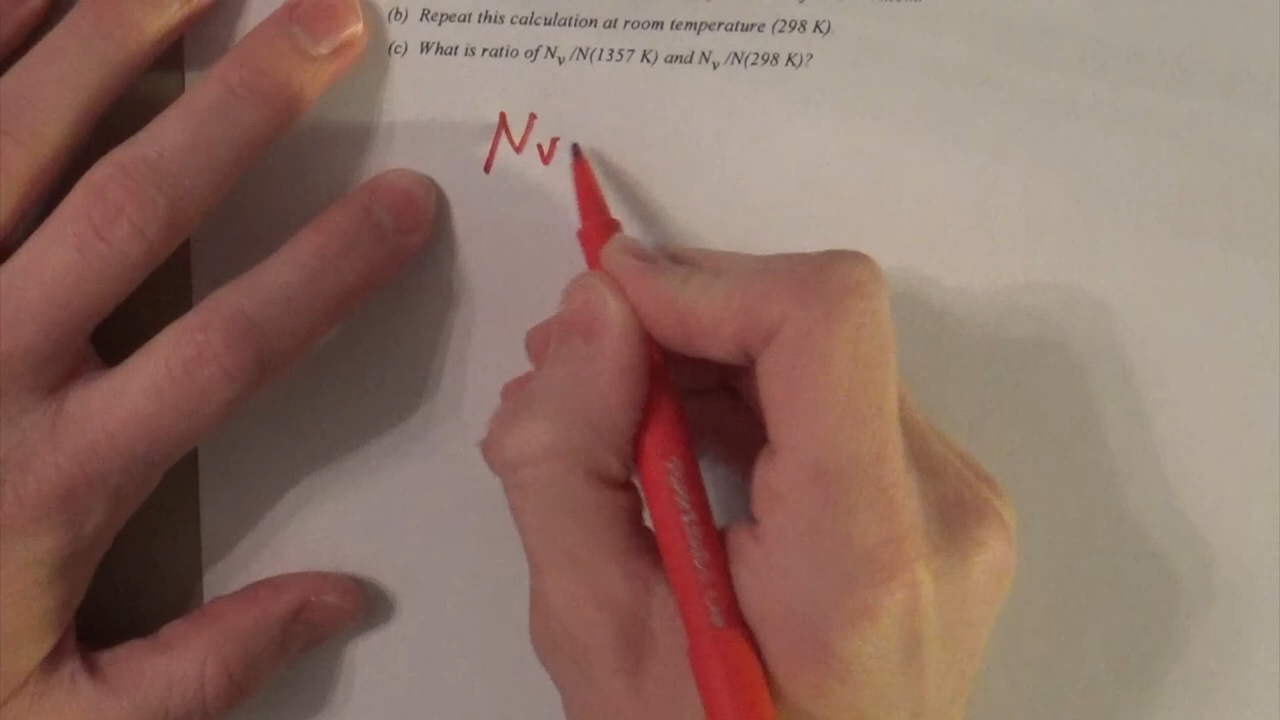 (b) Repeat this calculation at room temperature (298 K).
(c) What is ratio of Nv /N(1357 K) and Nv /N(298 K)?
Nv